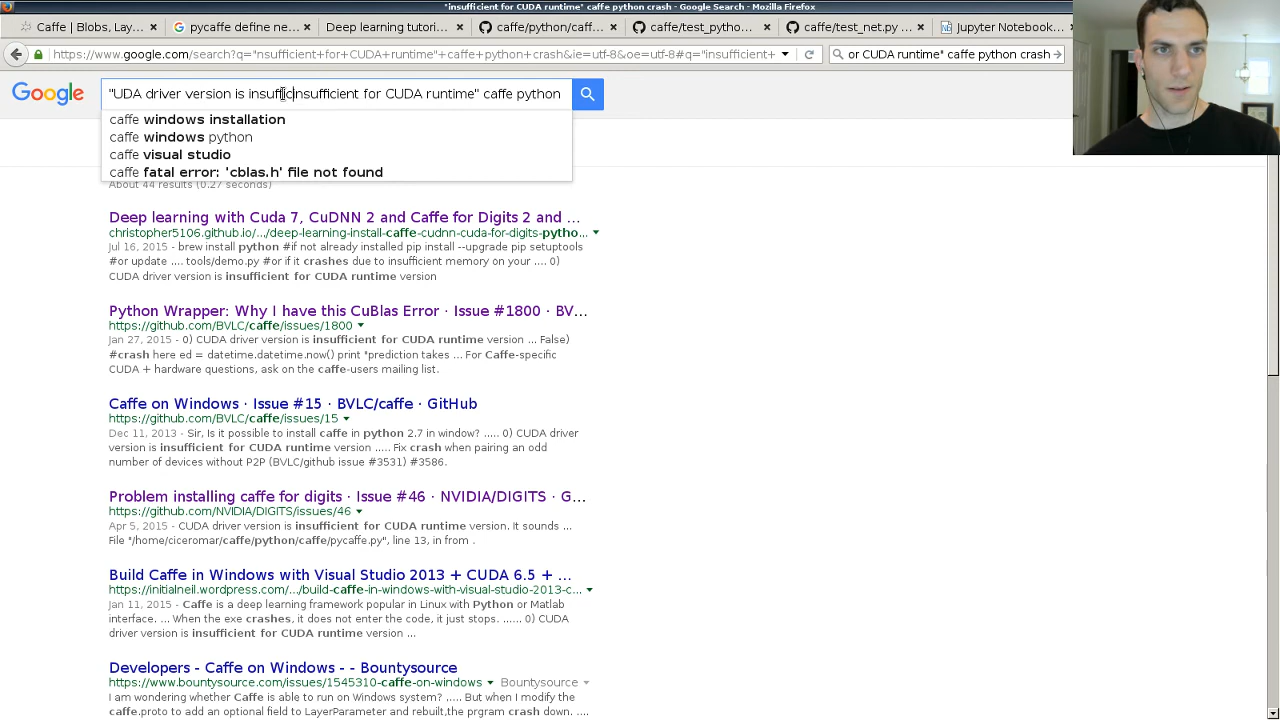 "insufficient for CUDA runtime" caffe python crash - Google Search - Mozilla Firefox
Caffe | Blobs, Lay...
pycaffe define ne...
Deep learning tutori...
caffe/python/caffe...
caffe/test_python...
caffe/test_net.py ...
Jupyter Notebook...
https://www.google.com/search?q="nsufficient+for+CUDA+runtime"+caffe+python+crash&ie=utf-8&oe=utf-8#q="insufficient+
or CUDA runtime" caffe python crash
Google
"UDA driver version is insufficinsufficient for CUDA runtime" caffe python
caffe windows installation
caffe windows python
caffe visual studio
caffe fatal error: 'cblas.h' file not found
About 44 results (0.27 seconds)
Deep learning with Cuda 7, CuDNN 2 and Caffe for Digits 2 and ...
christopher5106.github.io/.../deep-learning-install-caffe-cudnn-cuda-for-digits-pytho...
Jul 16, 2015 - brew install python #if not already installed pip install --upgrade pip setuptools
#or update .... tools/demo.py #or if it crashes due to insufficient memory on your .... 0)
CUDA driver version is insufficient for CUDA runtime version
Python Wrapper: Why I have this CuBlas Error · Issue #1800 · BV...
https://github.com/BVLC/caffe/issues/1800
Jan 27, 2015 - 0) CUDA driver version is insufficient for CUDA runtime version ... False)
#crash here ed = datetime.datetime.now() print "prediction takes ... For Caffe-specific
CUDA + hardware questions, ask on the caffe-users mailing list.
Caffe on Windows · Issue #15 · BVLC/caffe · GitHub
https://github.com/BVLC/caffe/issues/15
Dec 11, 2013 - Sir, Is it possible to install caffe in python 2.7 in window? ..... 0) CUDA driver
version is insufficient for CUDA runtime version ..... Fix crash when pairing an odd
number of devices without P2P (BVLC/github issue #3531) #3586.
Problem installing caffe for digits · Issue #46 · NVIDIA/DIGITS · G...
https://github.com/NVIDIA/DIGITS/issues/46
Apr 5, 2015 - CUDA driver version is insufficient for CUDA runtime version. It sounds ...
File "/home/ciceromar/caffe/python/caffe/pycaffe.py", line 13, in from .
Build Caffe in Windows with Visual Studio 2013 + CUDA 6.5 + ...
https://initialneil.wordpress.com/.../build-caffe-in-windows-with-visual-studio-2013-c...
Jan 11, 2015 - Caffe is a deep learning framework popular in Linux with Python or Matlab
interface. ... When the exe crashes, it does not enter the code, it just stops. ...... 0) CUDA
driver version is insufficient for CUDA runtime version ...
Developers - Caffe on Windows - - Bountysource
https://www.bountysource.com/issues/1545310-caffe-on-windows
Bountysource
I am wondering whether Caffe is able to run on Windows system? ..... But when I modify the
caffe.proto to add an optional field to LayerParameter and rebuilt,the prgram crash down. ....